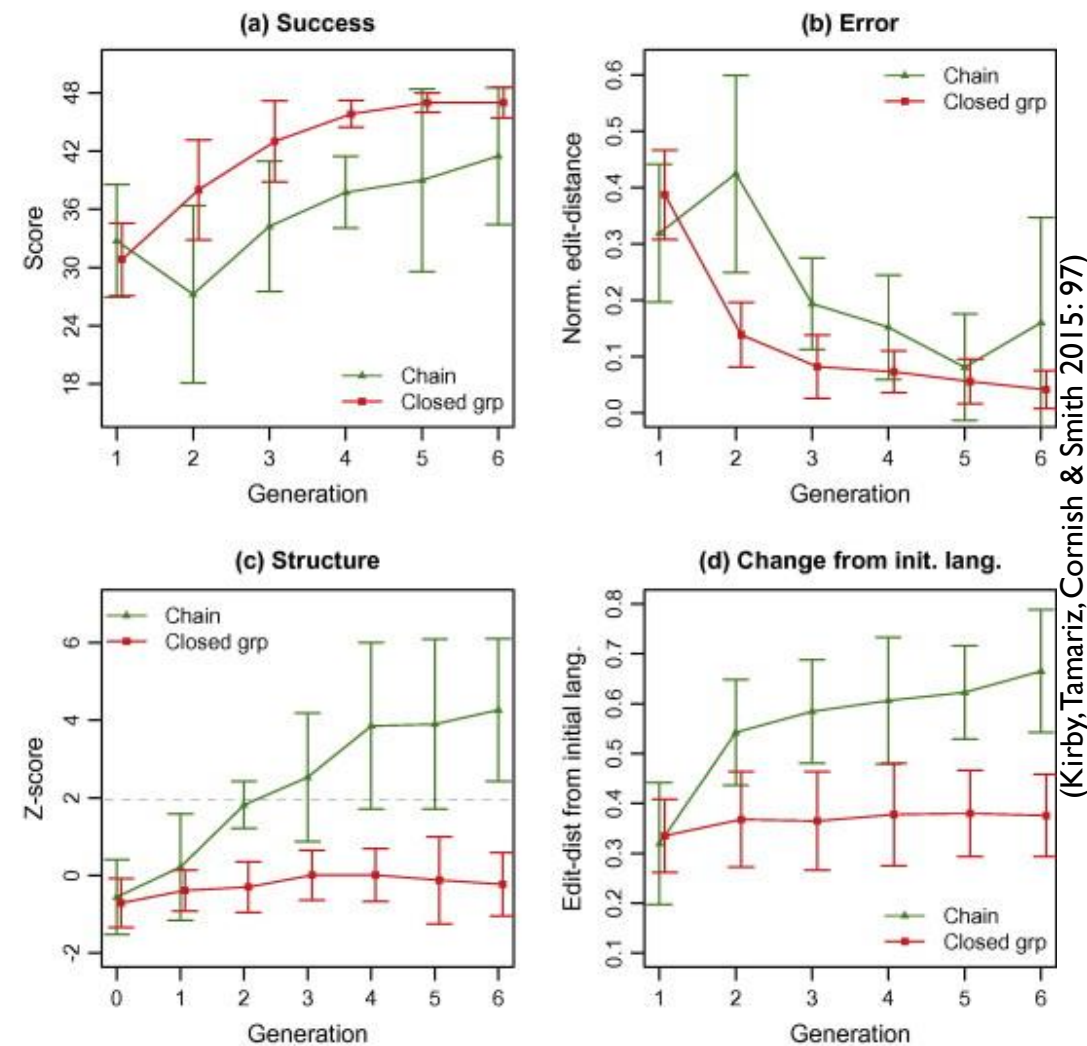 (a) Success
Score
48
42
36
30
24
18
Chain
Closed grp
1 2 3 4 5 6
Generation
(b) Error
Norm. edit-distance
0.6
0.5
0.4
0.3
0.2
0.1
0.0
Chain
Closed grp
1 2 3 4 5 6
Generation
(c) Structure
Z-score
6
4
2
0
-2
Chain
Closed grp
0 1 2 3 4 5 6
Generation
(d) Change from init. lang.
Edit-dist from initial lang.
0.8
0.7
0.6
0.5
0.4
0.3
0.2
0.1
Chain
Closed grp
1 2 3 4 5 6
Generation
(Kirby, Tamariz, Cornish & Smith 2015: 97)